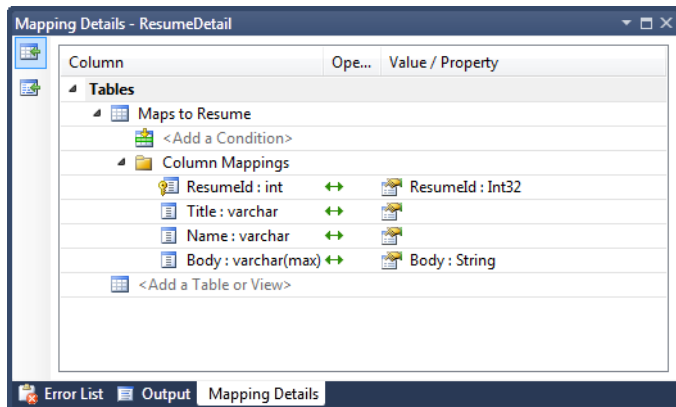 Mapping Details - ResumeDetail
Column Ope... Value / Property
Tables
Maps to Resume
<Add a Condition>
Column Mappings
ResumeId : int ResumeId : Int32
Title : varchar
Name : varchar
Body : varchar(max) Body : String
<Add a Table or View>
Error List Output Mapping Details